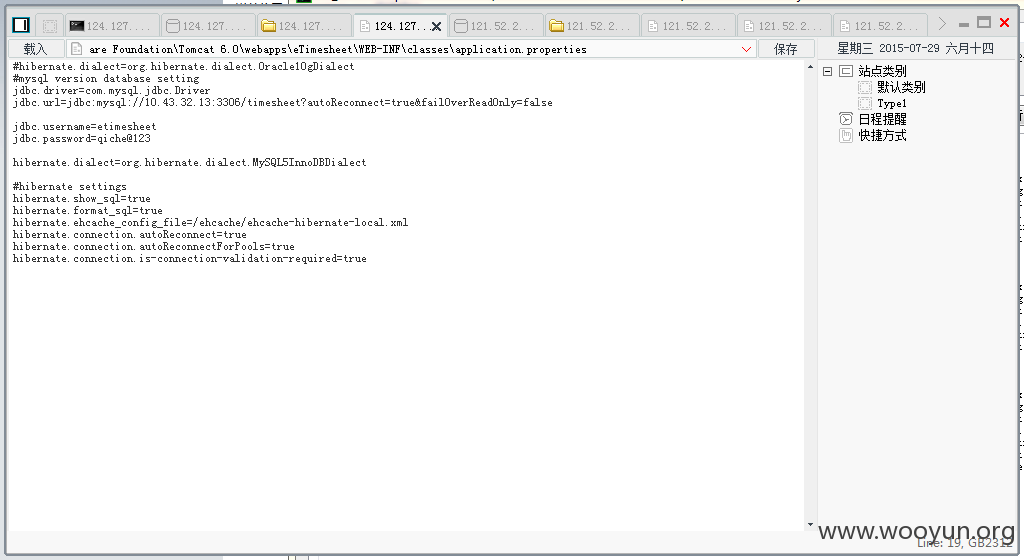 124.127....
124.127....
124.127....
124.127...
121.52.2...
121.52.2...
121.52.2...
121.52.2...
121.52.2...
载入
are Foundation\Tomcat 6.0\webapps\eTimesheet\WEB-INF\classes\application.properties
保存
星期三 2015-07-29 六月十四
#hibernate.dialect=org.hibernate.dialect.Oracle10gDialect
#mysql version database setting
jdbc.driver=com.mysql.jdbc.Driver
jdbc.url=jdbc:mysql://10.43.32.13:3306/timesheet?autoReconnect=true&failOverReadOnly=false
jdbc.username=etimesheet
jdbc.password=qiche@123
hibernate.dialect=org.hibernate.dialect.MySQL5InnoDBDialect
#hibernate settings
hibernate.show_sql=true
hibernate.format_sql=true
hibernate.ehcache_config_file=/ehcache/ehcache-hibernate-local.xml
hibernate.connection.autoReconnect=true
hibernate.connection.autoReconnectForPools=true
hibernate.connection.is-connection-validation-required=true
站点类别
默认类别
Type1
日程提醒
快捷方式
www.wooyun.org
Line: 19, GB2312